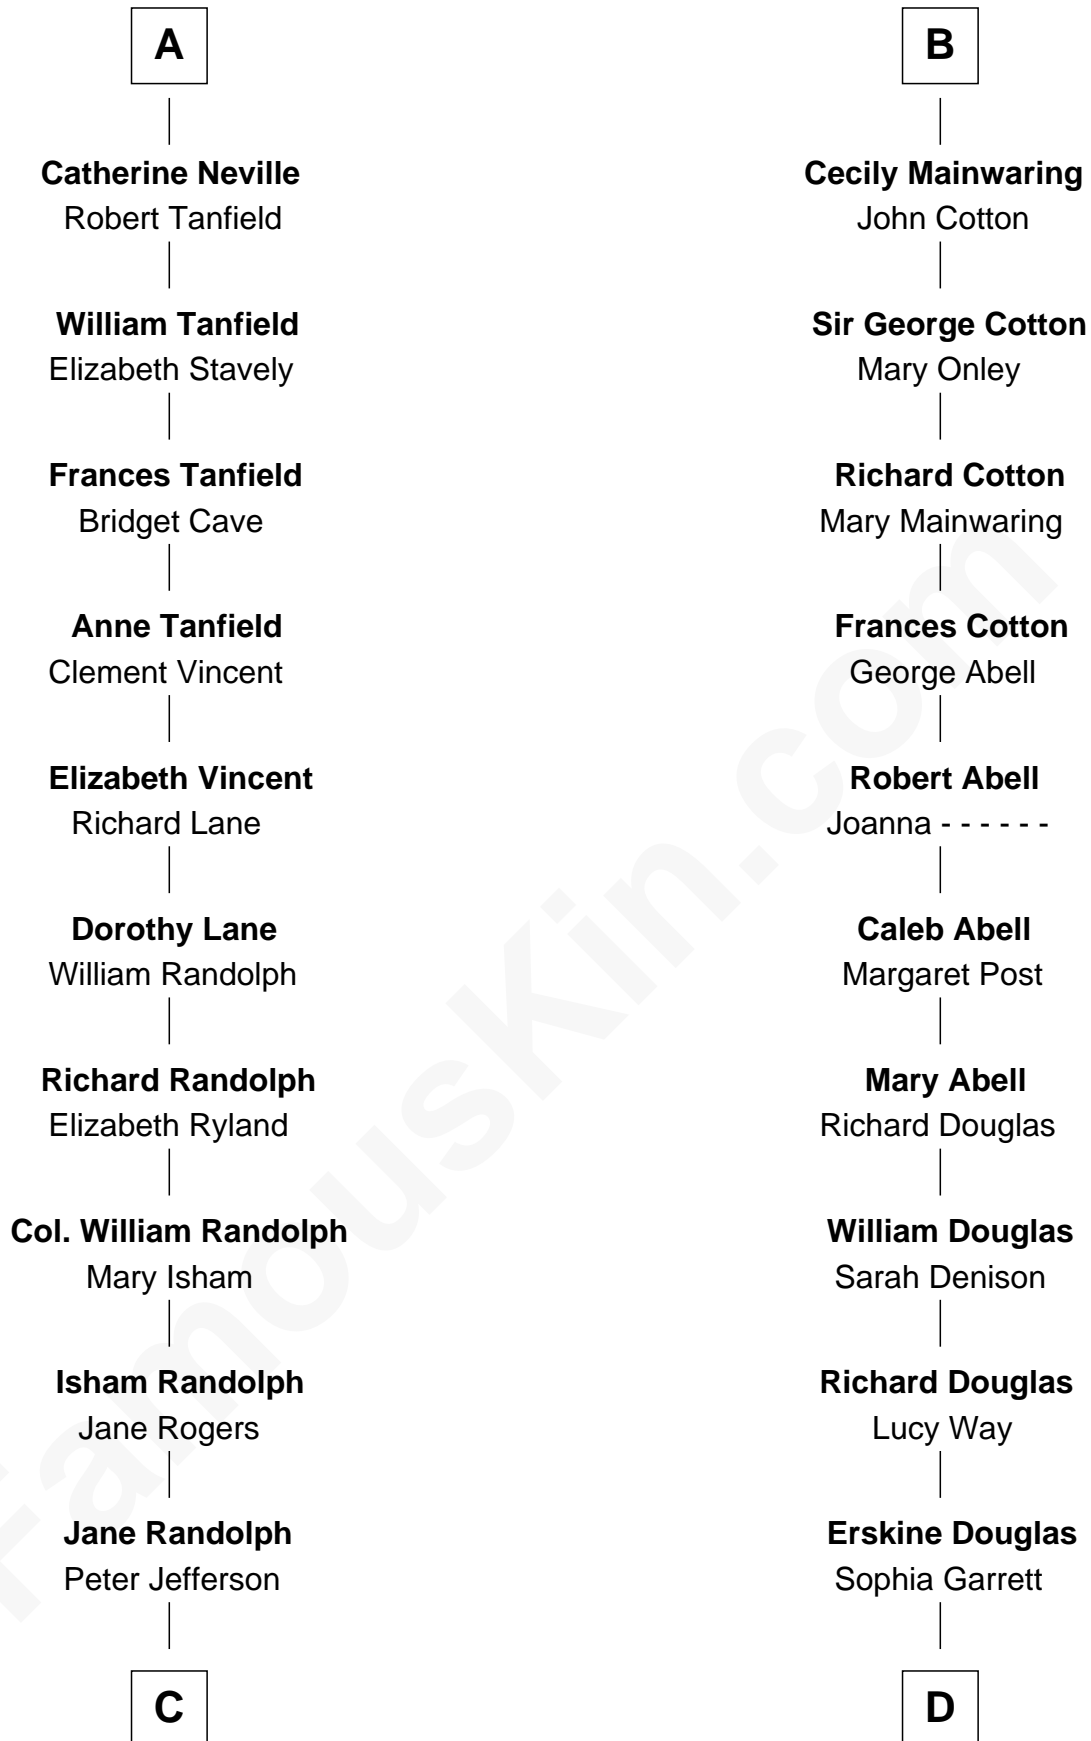 A
Catherine Neville
Robert Tanfield
William Tanfield
Elizabeth Stavely
Frances Tanfield
Bridget Cave
Anne Tanfield
Clement Vincent
Elizabeth Vincent
Richard Lane
Dorothy Lane
William Randolph
Richard Randolph
Elizabeth Ryland
Col. William Randolph
Mary Isham
Isham Randolph
Jane Rogers
Jane Randolph
Peter Jefferson
C
B
Cecily Mainwaring
John Cotton
Sir George Cotton
Mary Onley
Richard Cotton
Mary Mainwaring
Frances Cotton
George Abell
Robert Abell
Joanna - - - - - -
Caleb Abell
Margaret Post
Mary Abell
Richard Douglas
William Douglas
Sarah Denison
Richard Douglas
Lucy Way
Erskine Douglas
Sophia Garrett
D
FamousKin.com